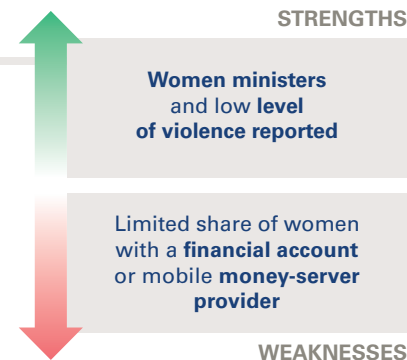 STRENGTHS
Women ministers
and low level
of violence reported
Limited share of women
with a financial account
or mobile money-server
provider
WEAKNESSES